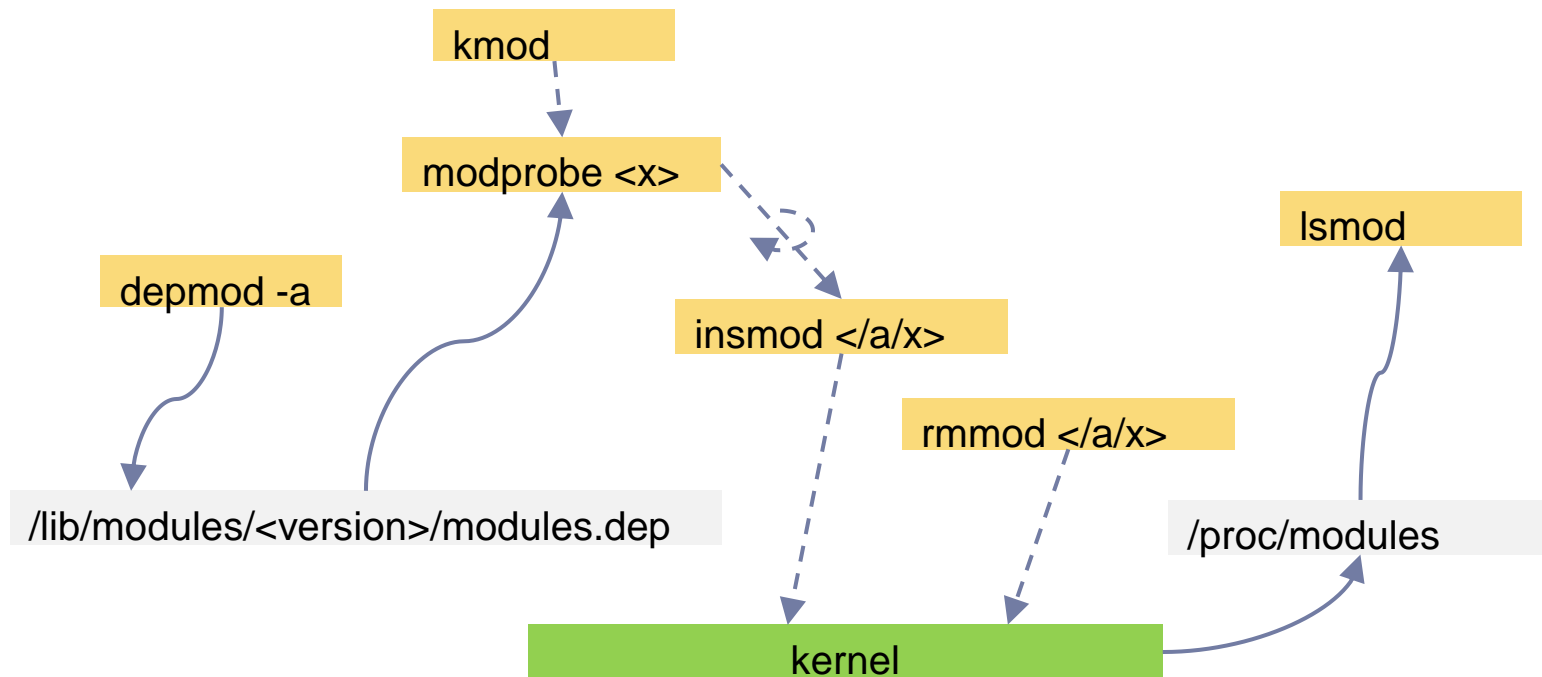 kmod
modprobe <x>
lsmod
depmod -a
insmod </a/x>
rmmod </a/x>
/lib/modules/<version>/modules.dep
/proc/modules
kernel